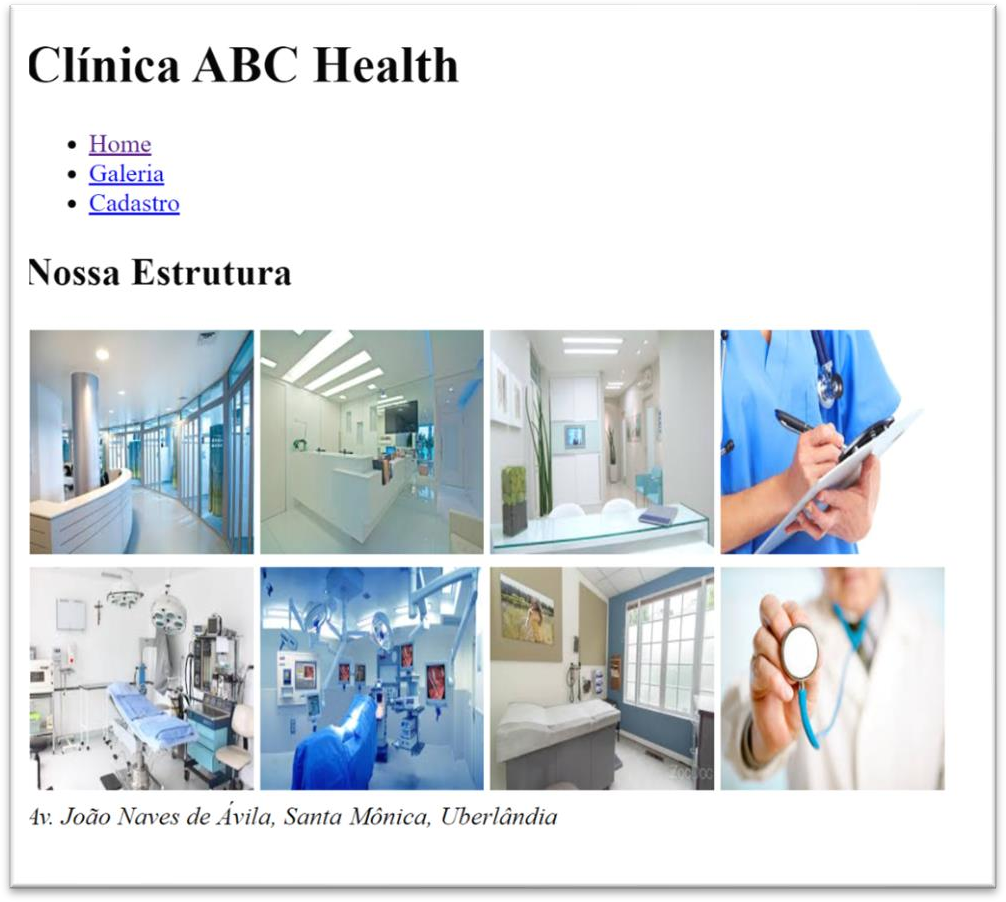 Clínica ABC Health
Home
Galeria
Cadastro
Nossa Estrutura
Av. João Naves de Ávila, Santa Mônica, Uberlândia